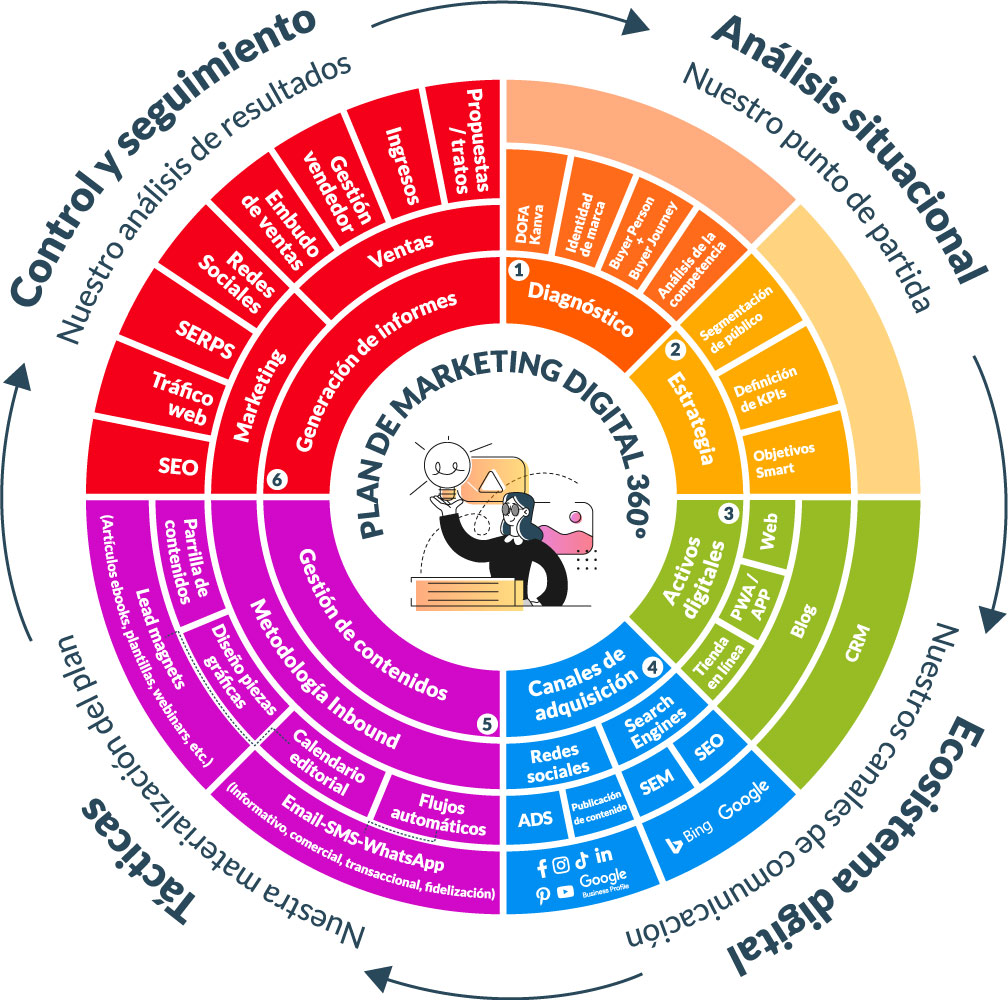 PLAN DE MARKETING DIGITAL 360º
Análisis situacional
Nuestro punto de partida
1
Diagnóstico
DOFA
Kanva
Identidad
de marca
Buyer Person
+
Buyer Journey
Análisis de la
competencia
2
Estrategia
Segmentación
de público
Definición
de KPIs
Objetivos
Smart
Ecosistema digital
Nuestros canales de comunicación
3
Activos
digitales
Web
PWA /
APP
Tienda
en línea
Blog
CRM
4
Canales de
adquisición
Search
Engines
Redes
sociales
SEO
SEM
Publicación
de contenido
ADS
Bing
Google
Google
Business Profile
Tácticas
Nuestra materialización del plan
5
Gestión de contenidos
Metodología Inbound
Parrilla de
contenidos
Diseño piezas
gráficas
Calendario
editorial
Flujos
automáticos
Lead magnets
(Artículos ebooks, plantillas, webinars, etc.)
Email-SMS-WhatsApp
(Informativo, comercial, transaccional, fidelización)
Control y seguimiento
Nuestro análisis de resultados
6
Generación de informes
Marketing
SEO
Tráfico
web
SERPS
Redes
Sociales
Ventas
Embudo
de ventas
Gestión
vendedor
Ingresos
Propuestas
/ tratos